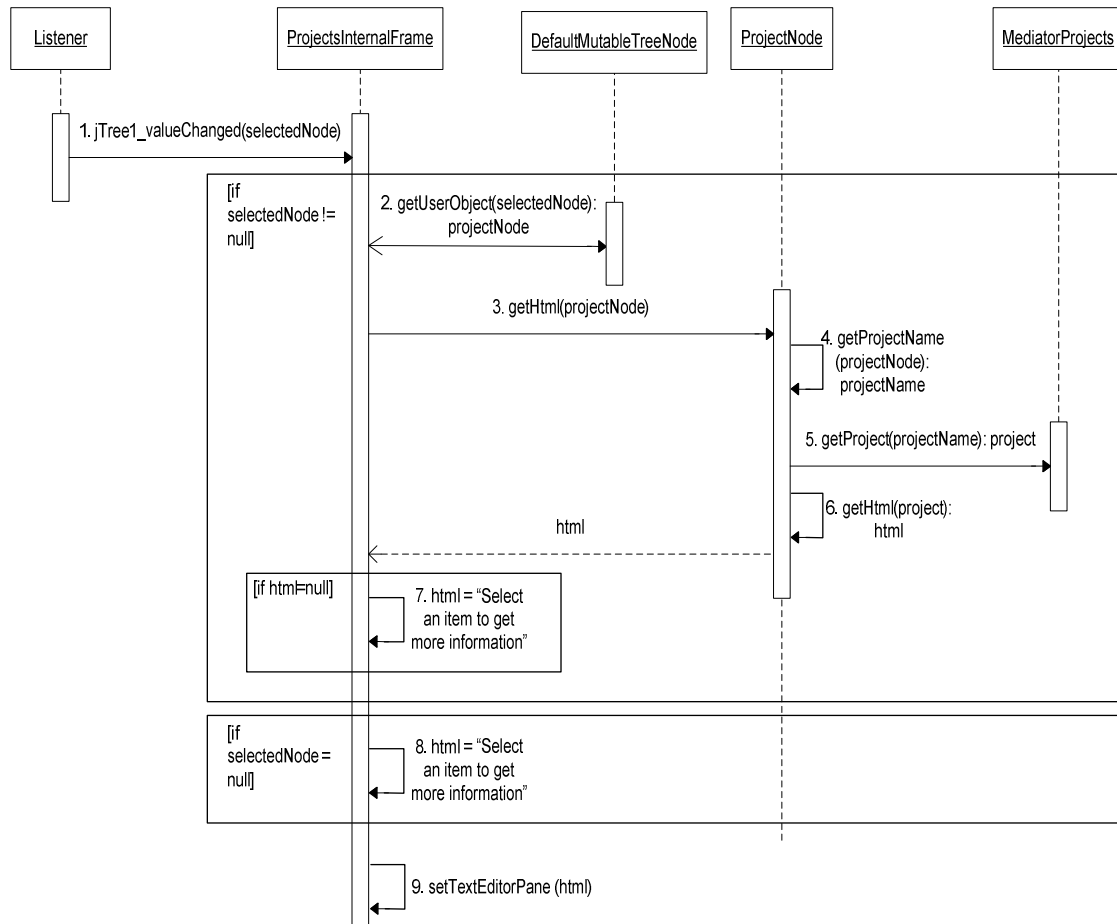 Listener
ProjectsInternalFrame
DefaultMutableTreeNode
ProjectNode
MediatorProjects
1. jTree1_valueChanged(selectedNode)
[if
selectedNode !=
null]
2. getUserObject(selectedNode):
projectNode
3. getHtml(projectNode)
4. getProjectName
(projectNode):
projectName
5. getProject(projectName): project
6. getHtml(project):
html
html
[if html=null]
7. html = “Select
an item to get
more information”
[if
selectedNode =
null]
8. html = “Select
an item to get
more information”
9. setTextEditorPane (html)